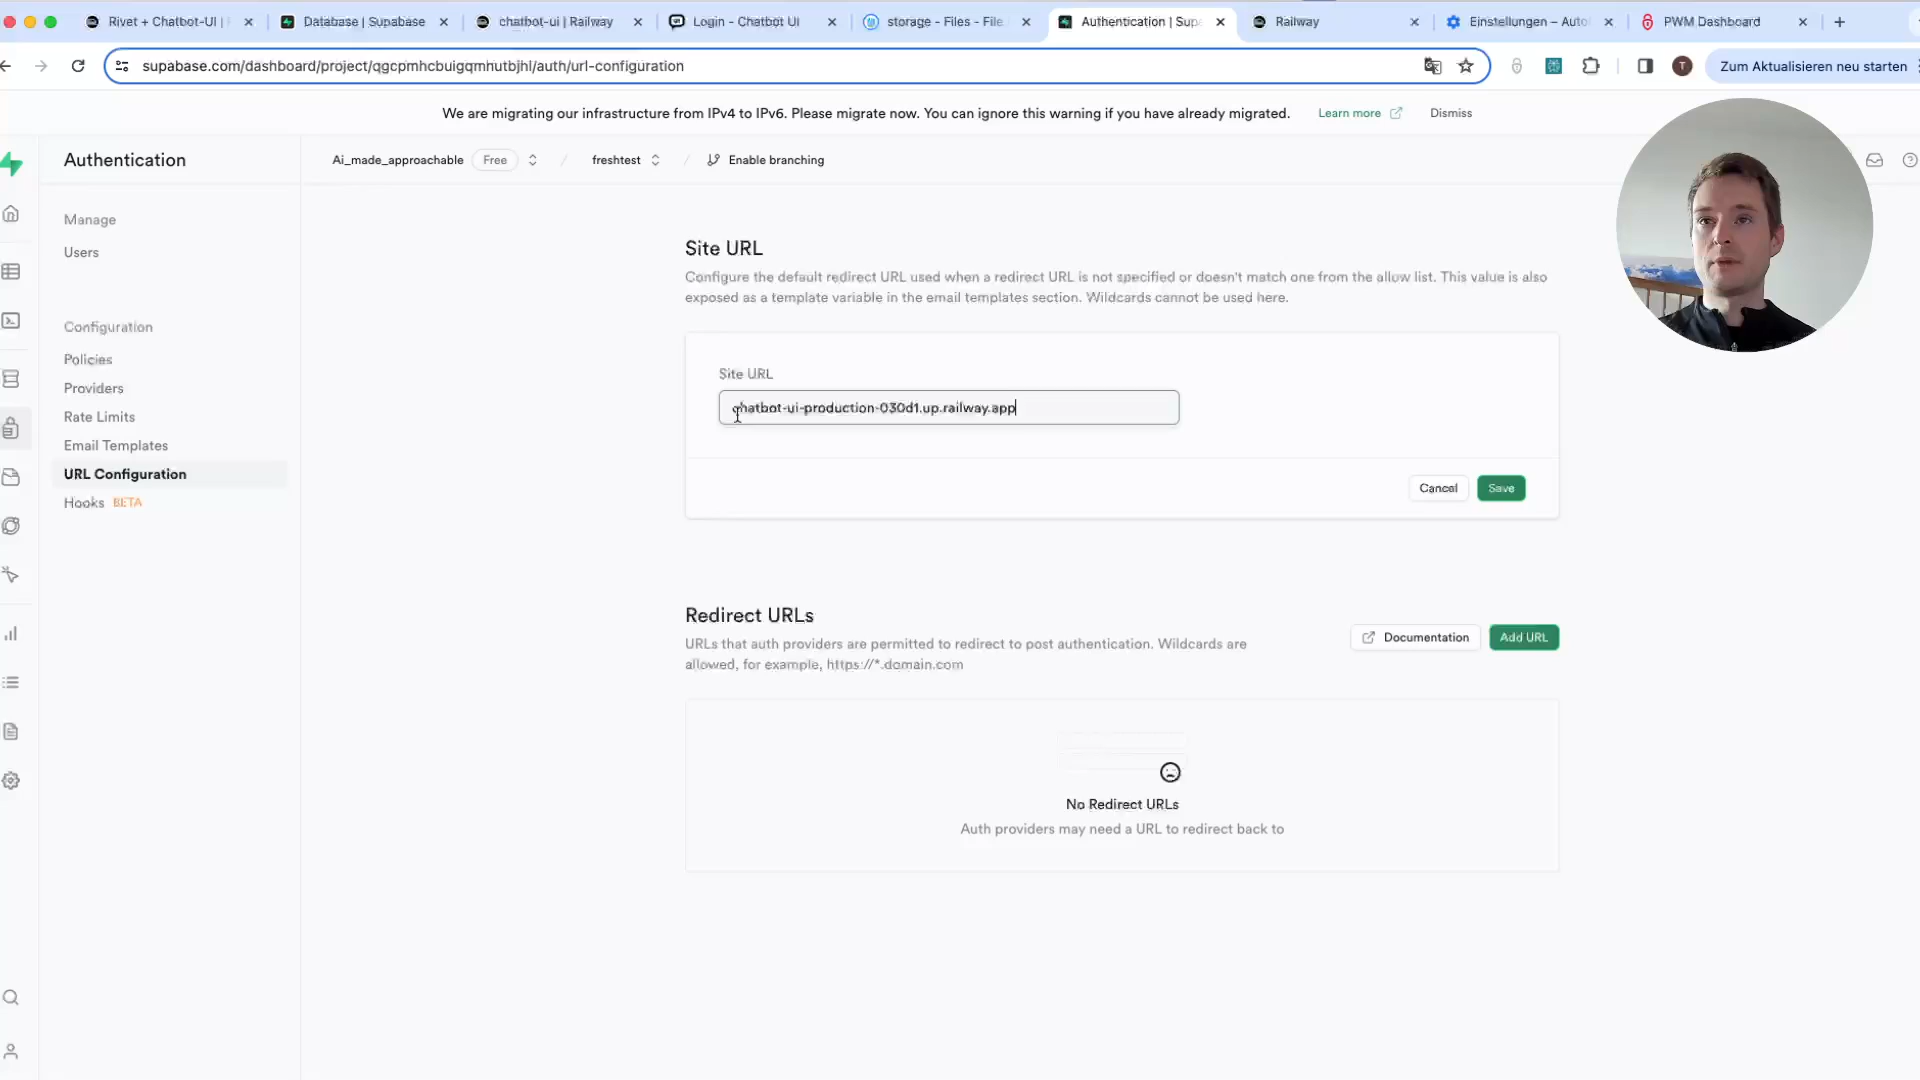 Rivet + Chatbot-UI |
Database | Supabase
chatbot-ui | Railway
Login - Chatbot UI
storage - Files - File
Authentication | Supa
Railway
Einstellungen – Auto
PWM Dashboard
supabase.com/dashboard/project/qgcpmhcbuigqmhutbjhl/auth/url-configuration
T
Zum Aktualisieren neu starten
We are migrating our infrastructure from IPv4 to IPv6. Please migrate now. You can ignore this warning if you have already migrated.
Learn more
Dismiss
Authentication
Ai_made_approachable
Free
/
freshtest
/
Enable branching
Manage
Users
Configuration
Policies
Providers
Rate Limits
Email Templates
URL Configuration
Hooks BETA
Site URL
Configure the default redirect URL used when a redirect URL is not specified or doesn't match one from the allow list. This value is also
exposed as a template variable in the email templates section. Wildcards cannot be used here.
Site URL
chatbot-ui-production-030d1.up.railway.app
Cancel
Save
Redirect URLs
URLs that auth providers are permitted to redirect to post authentication. Wildcards are
allowed, for example, https://*.domain.com
Documentation
Add URL
No Redirect URLs
Auth providers may need a URL to redirect back to